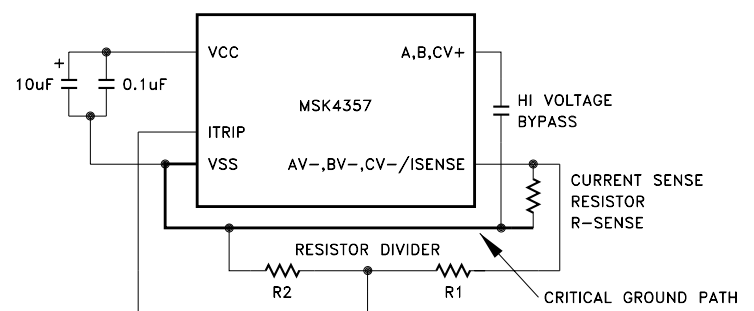 +
VCC
A,B,CV+
10uF
0.1uF
MSK4357
HI VOLTAGE
BYPASS
ITRIP
VSS
AV-,BV-,CV-/ISENSE
CURRENT SENSE
RESISTOR
R-SENSE
RESISTOR DIVIDER
R2
R1
CRITICAL GROUND PATH